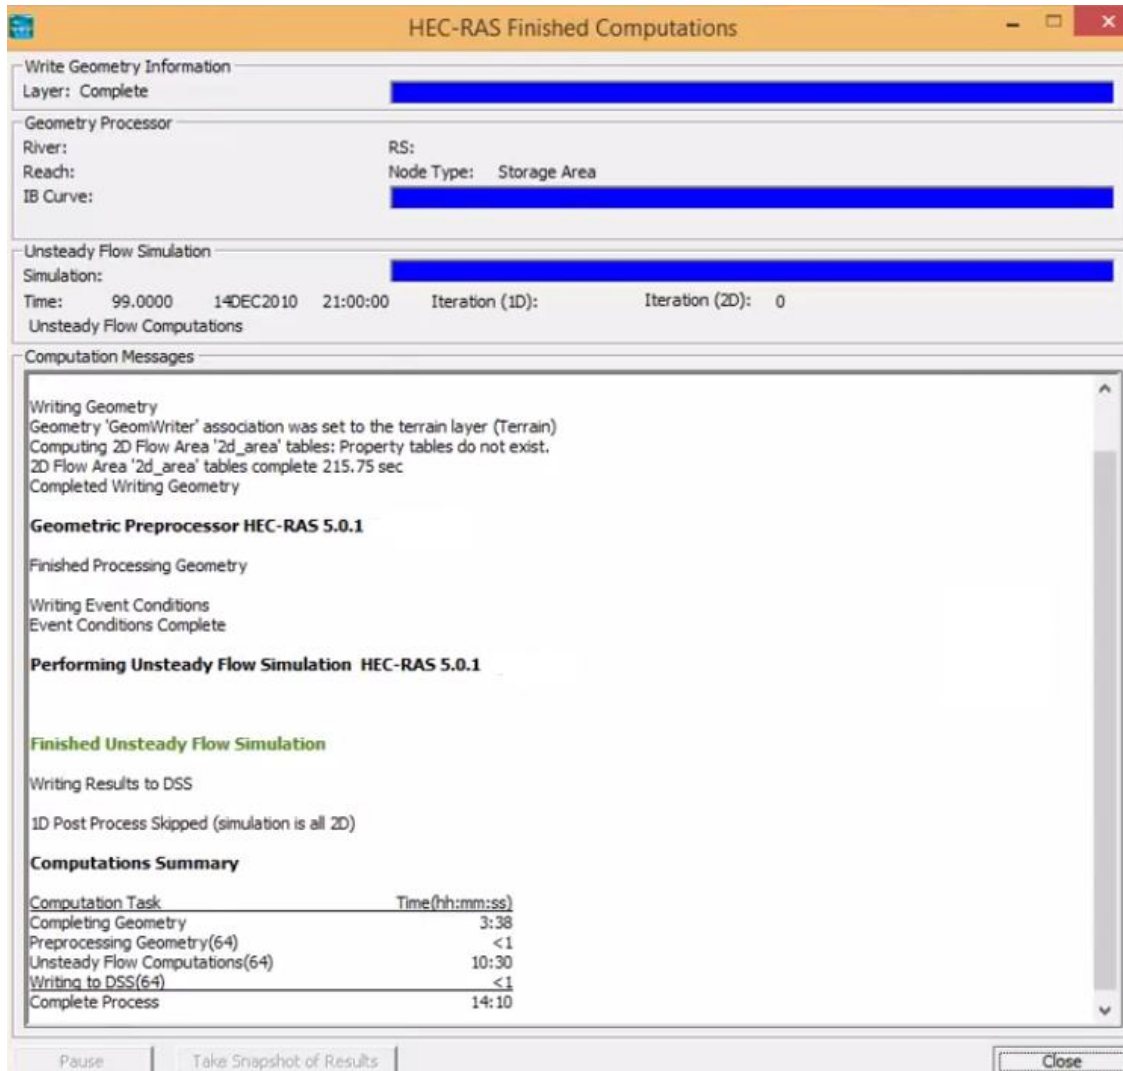 HEC-RAS Finished Computations
Write Geometry Information
Layer: Complete
Geometry Processor
River: RS:
Reach: Node Type: Storage Area
IB Curve:
Unsteady Flow Simulation
Simulation:
Time: 99.0000 14DEC2010 21:00:00 Iteration (1D): Iteration (2D): 0
Unsteady Flow Computations
Computation Messages
Writing Geometry
Geometry 'GeomWriter' association was set to the terrain layer (Terrain)
Computing 2D Flow Area '2d_area' tables: Property tables do not exist.
2D Flow Area '2d_area' tables complete 215.75 sec
Completed Writing Geometry
Geometric Preprocessor HEC-RAS 5.0.1
Finished Processing Geometry
Writing Event Conditions
Event Conditions Complete
Performing Unsteady Flow Simulation HEC-RAS 5.0.1
Finished Unsteady Flow Simulation
Writing Results to DSS
1D Post Process Skipped (simulation is all 2D)
Computations Summary
Computation Task Time(hh:mm:ss)
Completing Geometry 3:38
Preprocessing Geometry(64) <1
Unsteady Flow Computations(64) 10:30
Writing to DSS(64) <1
Complete Process 14:10
Pause Take Snapshot of Results Close